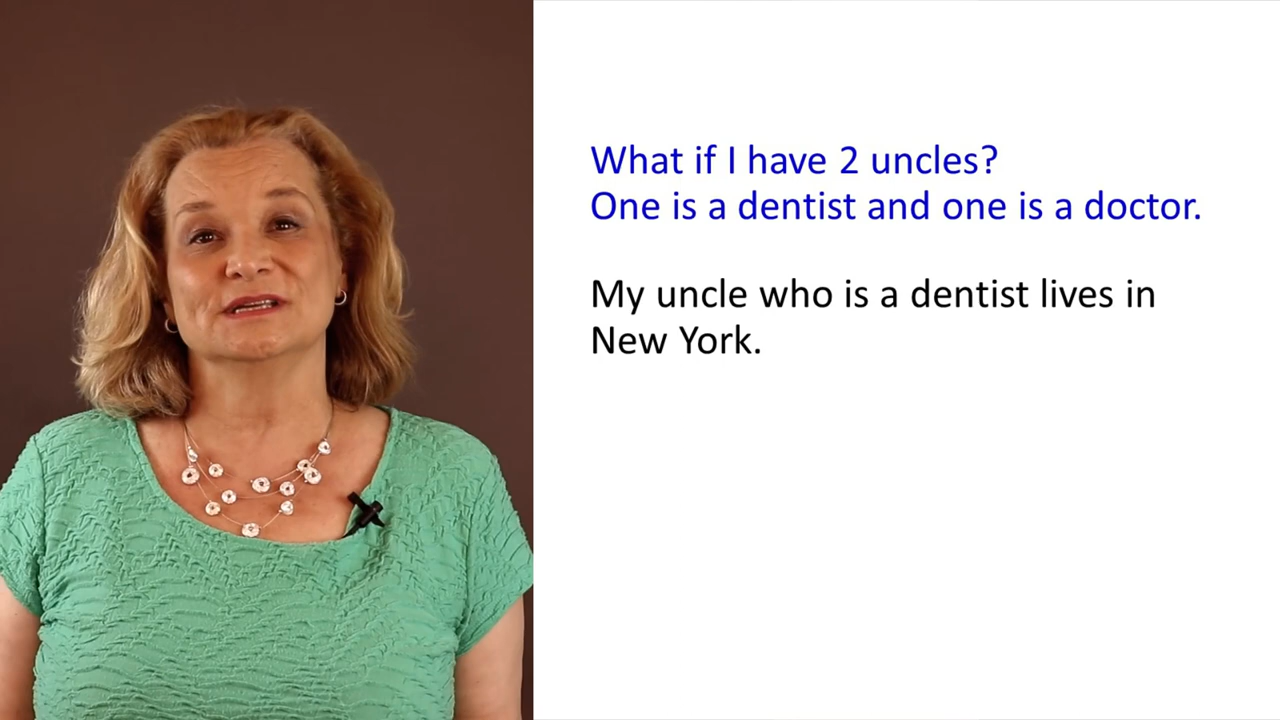 What if I have 2 uncles?
One is a dentist and one is a doctor.
My uncle who is a dentist lives in
New York.